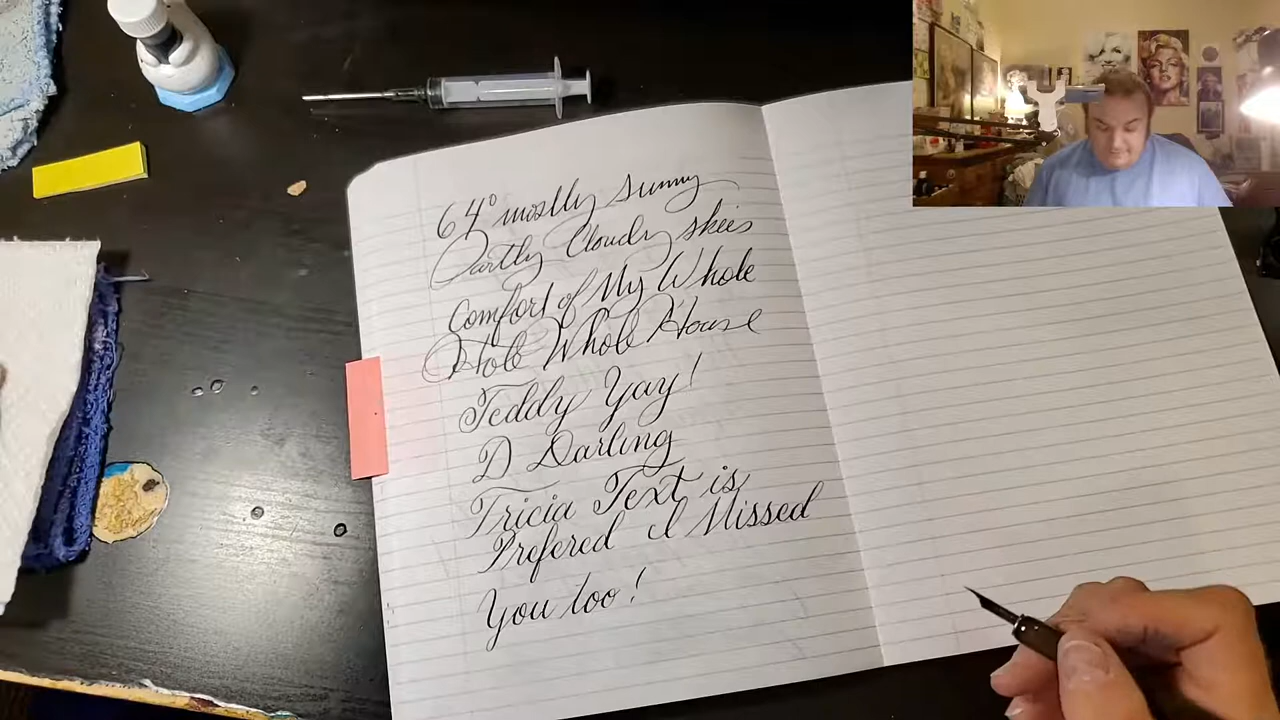 64° mostly sunny
Partly Cloudy skies
Comfort of My Whole
Hole Whole House
Teddy Yay!
D Darling
Tricia Text is
Prefered I Missed
You too!